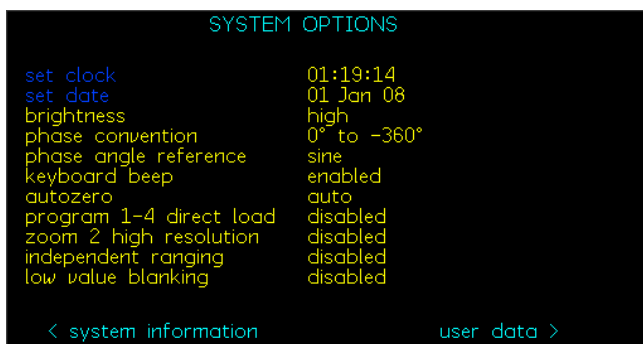 SYSTEM OPTIONS
set clock 01:19:14
set date 01 Jan 08
brightness high
phase convention 0° to -360°
phase angle reference sine
keyboard beep enabled
autozero auto
program 1-4 direct load disabled
zoom 2 high resolution disabled
independent ranging disabled
low value blanking disabled
< system information user data >